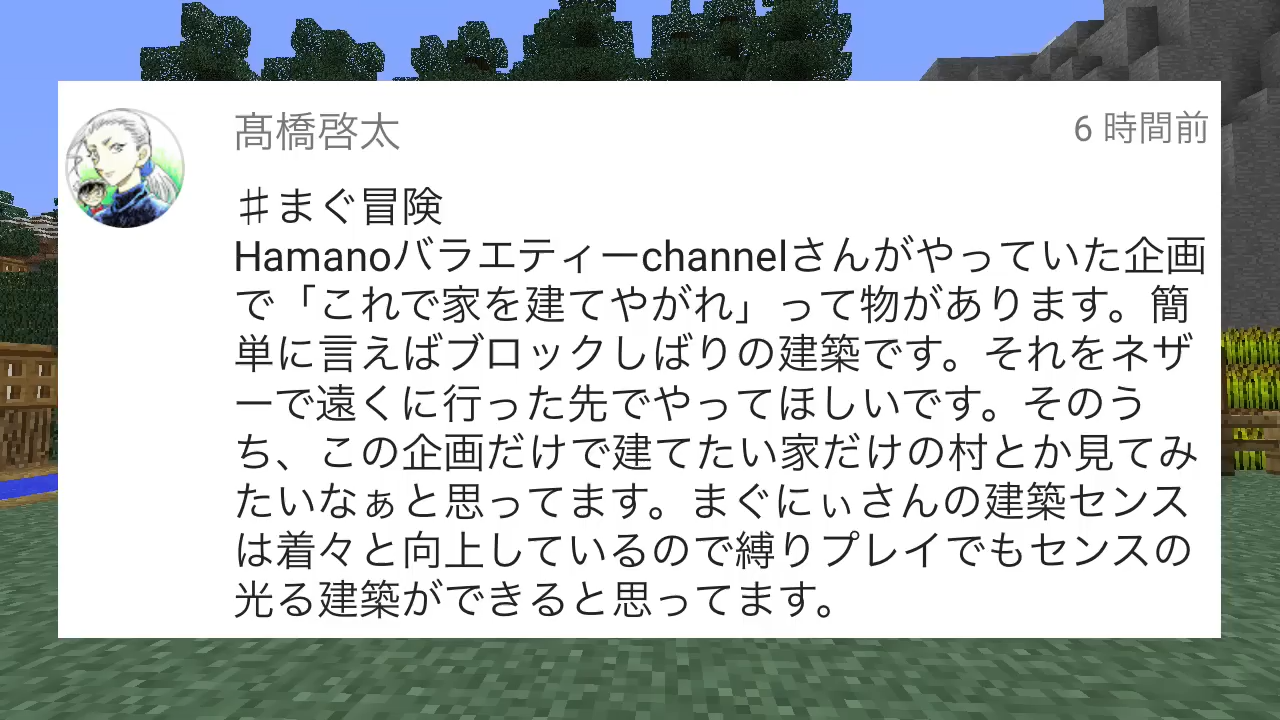 髙橋啓太
6 時間前
＃まぐ冒険
Hamanoバラエティーchannelさんがやっていた企画
で「これで家を建てやがれ」って物があります。簡
単に言えばブロックしばりの建築です。それをネザ
ーで遠くに行った先でやってほしいです。そのう
ち、この企画だけで建てたい家だけの村とか見てみ
たいなぁと思ってます。まぐにぃさんの建築センス
は着々と向上しているので縛りプレイでもセンスの
光る建築ができると思ってます。